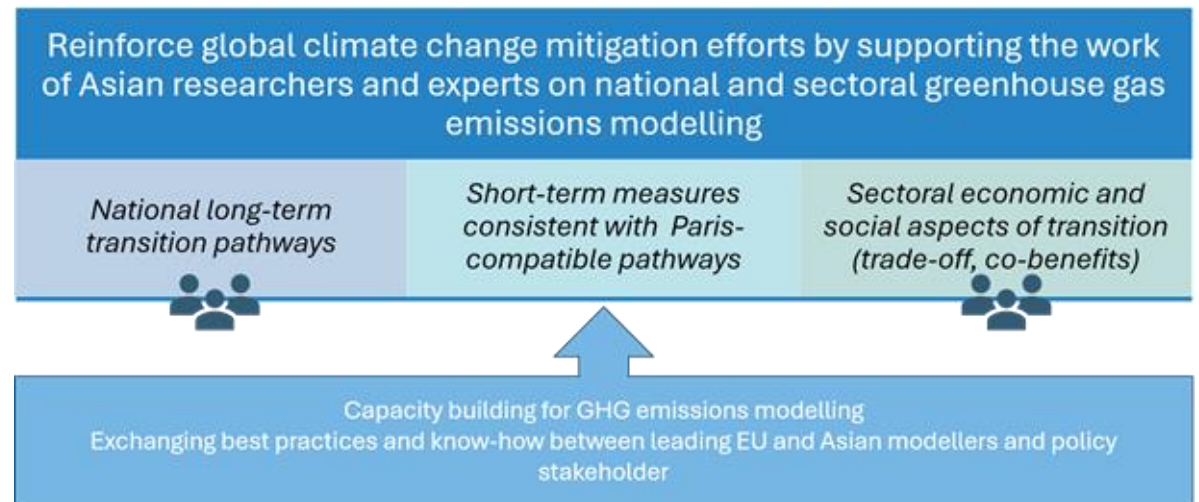 Reinforce global climate change mitigation efforts by supporting the work
of Asian researchers and experts on national and sectoral greenhouse gas
emissions modelling
National long-term
transition pathways
Short-term measures
consistent with Paris-
compatible pathways
Sectoral economic and
social aspects of transition
(trade-off, co-benefits)
Capacity building for GHG emissions modelling
Exchanging best practices and know-how between leading EU and Asian modellers and policy
stakeholder